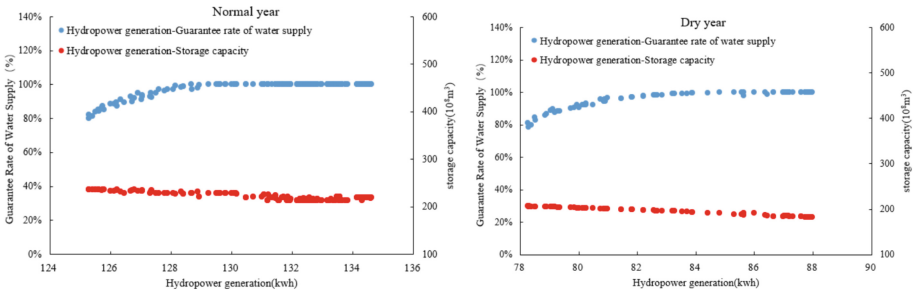 Normal year
Hydropower generation-Guarantee rate of water supply
Hydropower generation-Storage capacity
Guarantee Rate of Water Supply (%)
140%
120%
100%
80%
60%
40%
20%
0%
600
500
400
300
200
100
storage capacity(10⁸m³)
124 126 128 130 132 134 136
Hydropower generation(kwh)
Dry year
Hydropower generation-Guarantee rate of water supply
Hydropower generation-Storage capacity
Guarantee Rate of Water Supply (%)
140%
120%
100%
80%
60%
40%
20%
0%
600
500
400
300
200
100
storage capacity(10⁸m³)
78 80 82 84 86 88 90
Hydropower generation(kwh)